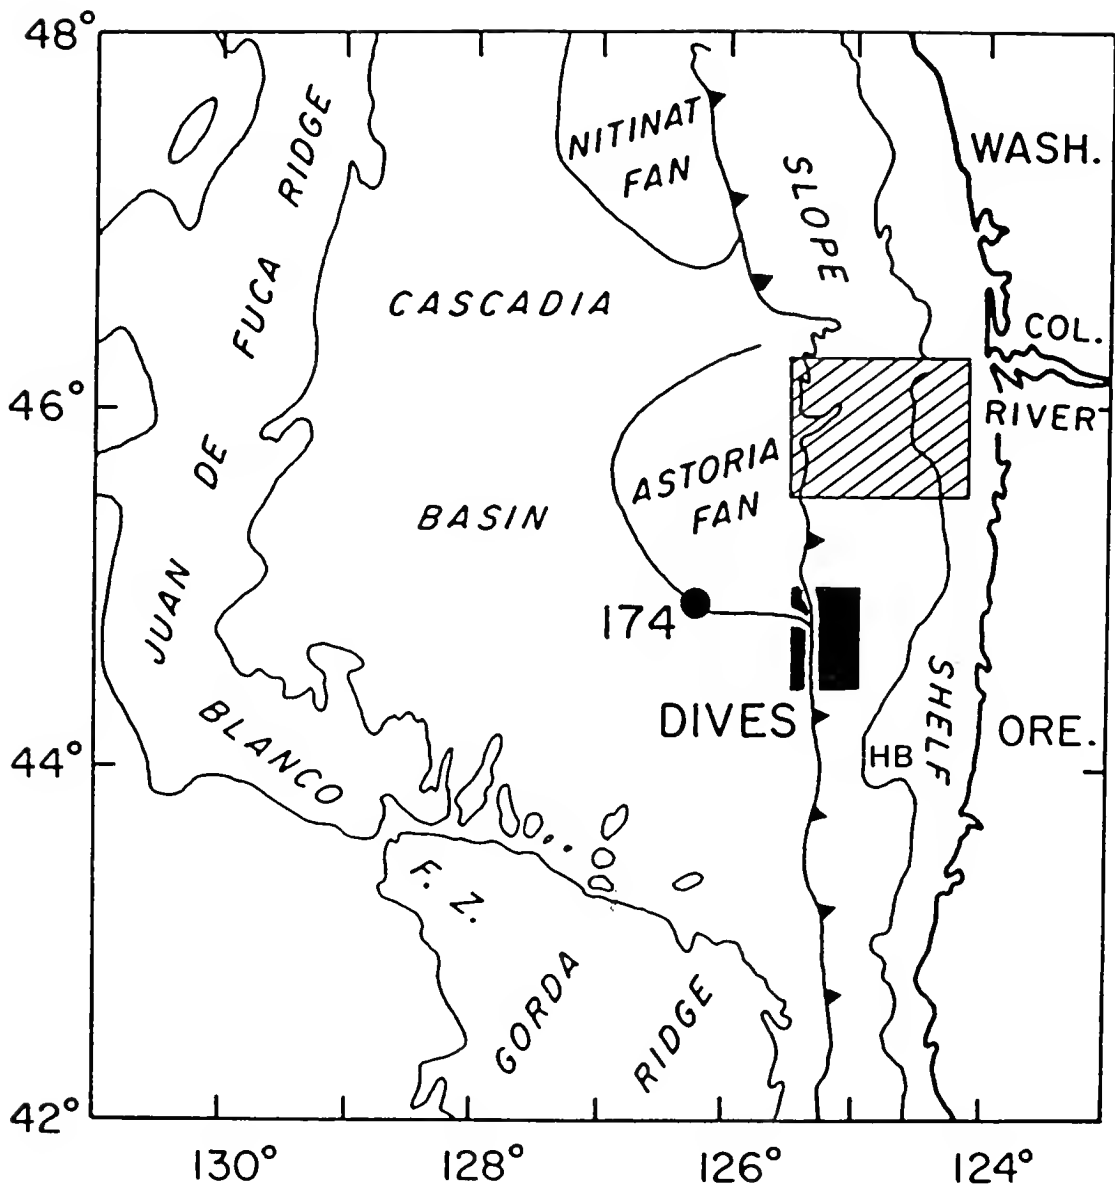 48°
NITINAT
FAN
WASH.
JUAN DE FUCA RIDGE
SLOPE
CASCADIA
COL.
RIVER
46°
ASTORIA
FAN
BASIN
174
DIVES
SHELF
ORE.
HB
BLANCO
44°
F. Z.
GORDA
RIDGE
42°
130°
128°
126°
124°